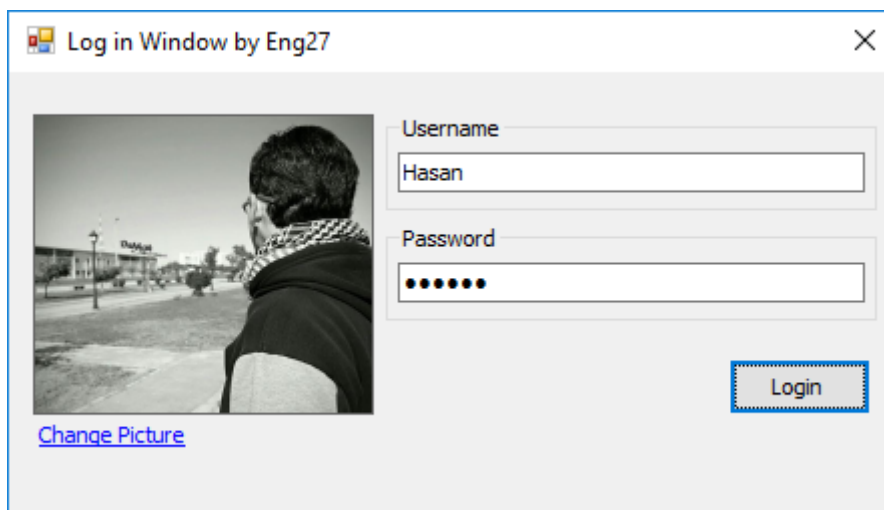 Log in Window by Eng27
Username
Hasan
Password
••••••
Login
Change Picture